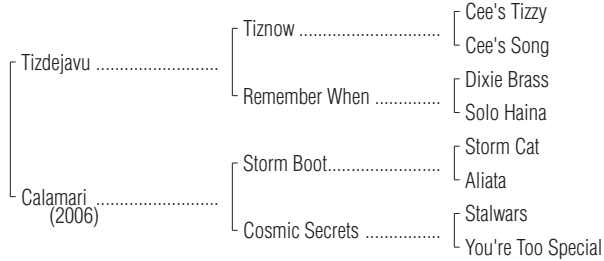 Cee's Tizzy
Tiznow ........................................
Cee's Song
Tizdejavu ..................................
Dixie Brass
Remember When ..................
Solo Haina
Storm Cat
Storm Boot................................
Aliata
Calamari ..................................
(2006)
Stalwars
Cosmic Secrets .....................
You're Too Special